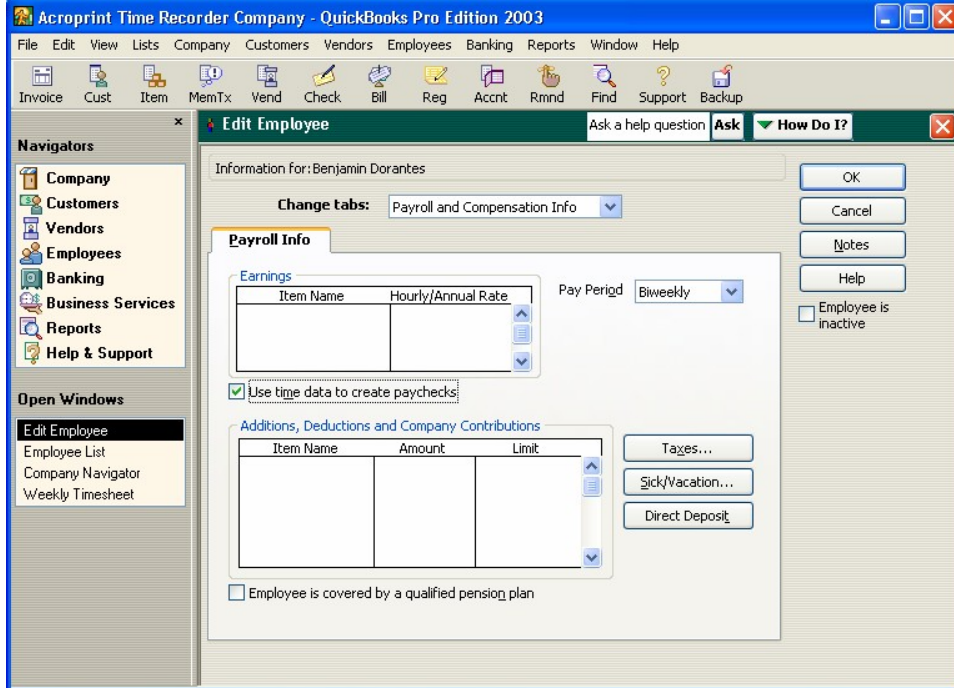 Acroprint Time Recorder Company - QuickBooks Pro Edition 2003
File Edit View Lists Company Customers Vendors Employees Banking Reports Window Help
Invoice Cust Item MemTx Vend Check Bill Reg Accnt Rmnd Find Support Backup
Edit Employee Ask a help question Ask How Do I?
Navigators
Company
Customers
Vendors
Employees
Banking
Business Services
Reports
Help & Support
Open Windows
Edit Employee
Employee List
Company Navigator
Weekly Timesheet
Information for: Benjamin Dorantes
Change tabs: Payroll and Compensation Info
Payroll Info
Earnings
Item Name Hourly/Annual Rate
Pay Period Biweekly
Use time data to create paychecks
Additions, Deductions and Company Contributions
Item Name Amount Limit
Taxes...
Sick/Vacation...
Direct Deposit
Employee is covered by a qualified pension plan
OK
Cancel
Notes
Help
Employee is
inactive